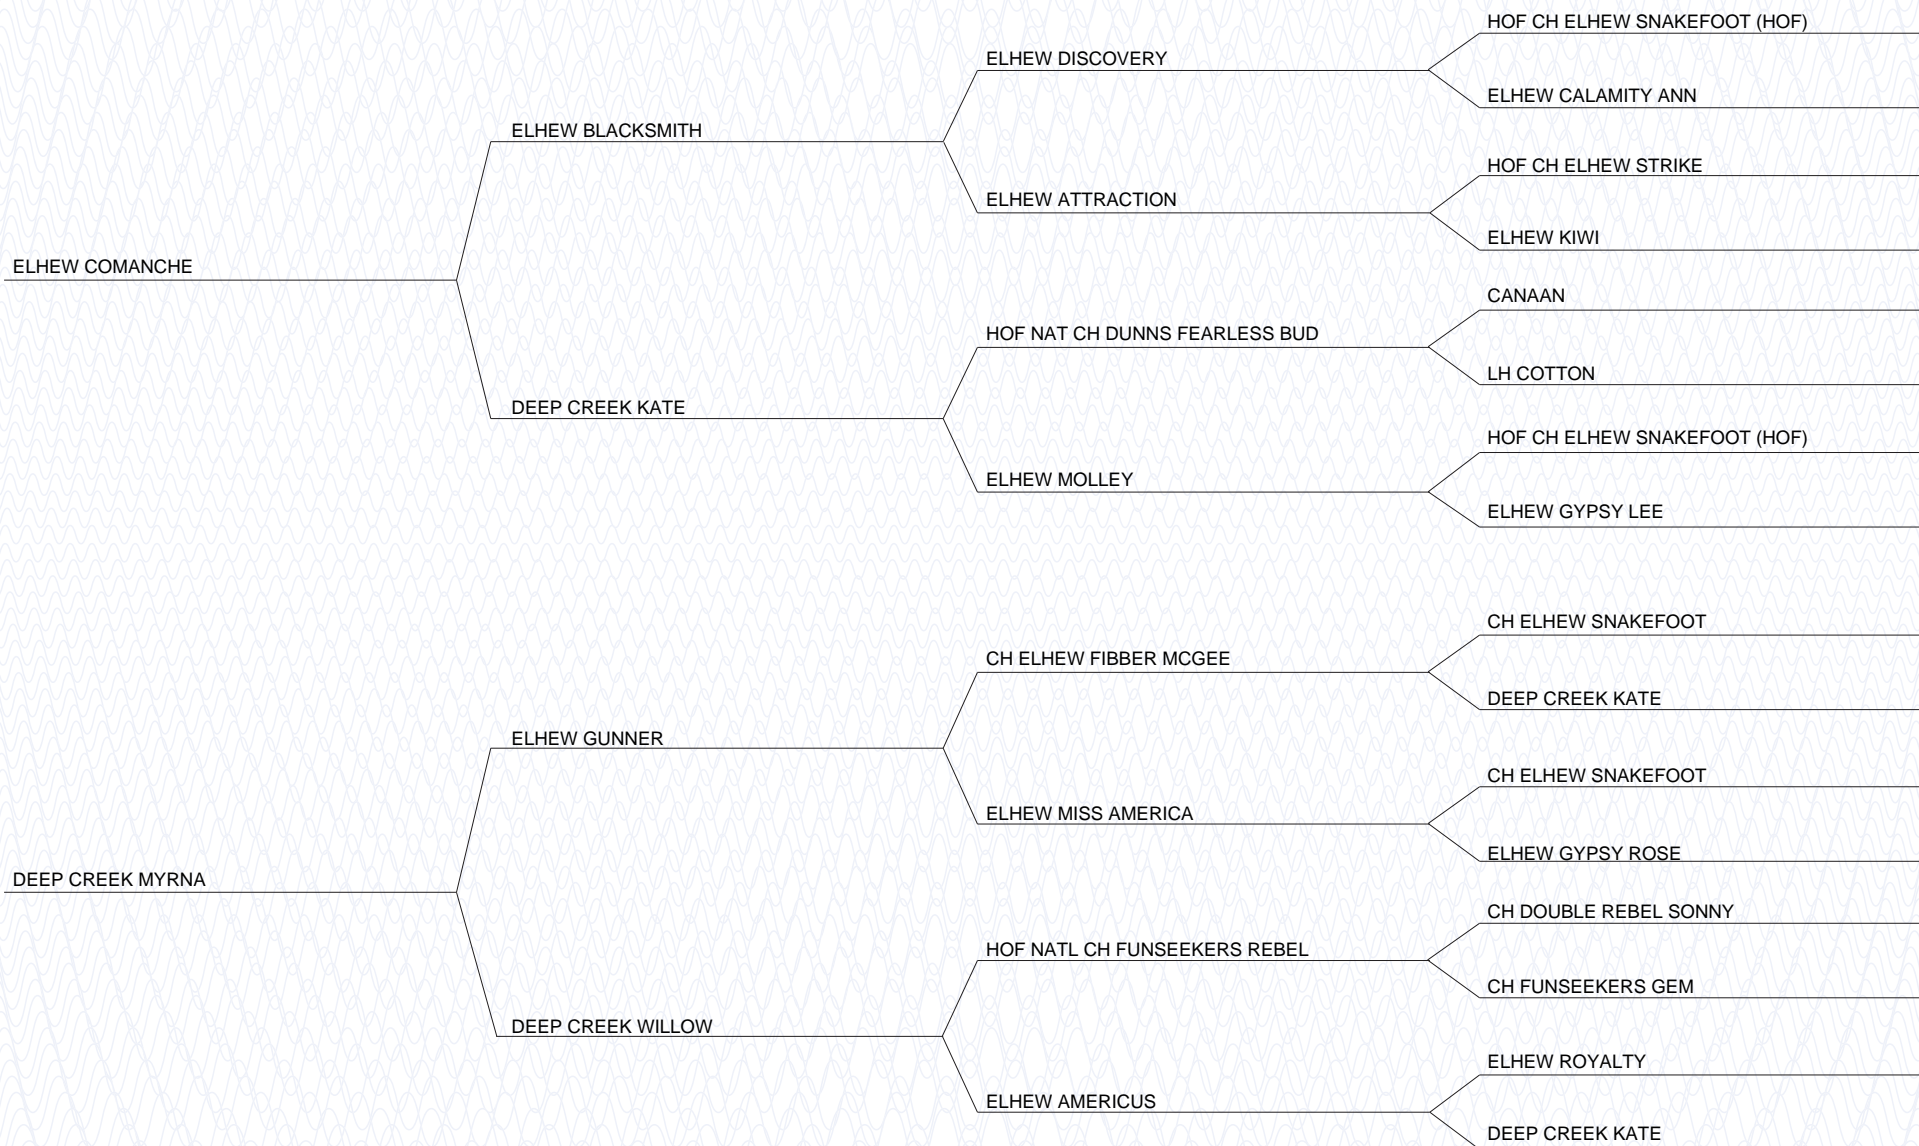 HOF CH ELHEW SNAKEFOOT (HOF)
ELHEW DISCOVERY
ELHEW CALAMITY ANN
ELHEW BLACKSMITH
HOF CH ELHEW STRIKE
ELHEW ATTRACTION
ELHEW KIWI
ELHEW COMANCHE
CANAAN
HOF NAT CH DUNNS FEARLESS BUD
LH COTTON
DEEP CREEK KATE
HOF CH ELHEW SNAKEFOOT (HOF)
ELHEW MOLLEY
ELHEW GYPSY LEE
CH ELHEW SNAKEFOOT
CH ELHEW FIBBER MCGEE
DEEP CREEK KATE
ELHEW GUNNER
CH ELHEW SNAKEFOOT
ELHEW MISS AMERICA
ELHEW GYPSY ROSE
DEEP CREEK MYRNA
CH DOUBLE REBEL SONNY
HOF NATL CH FUNSEEKERS REBEL
CH FUNSEEKERS GEM
DEEP CREEK WILLOW
ELHEW ROYALTY
ELHEW AMERICUS
DEEP CREEK KATE